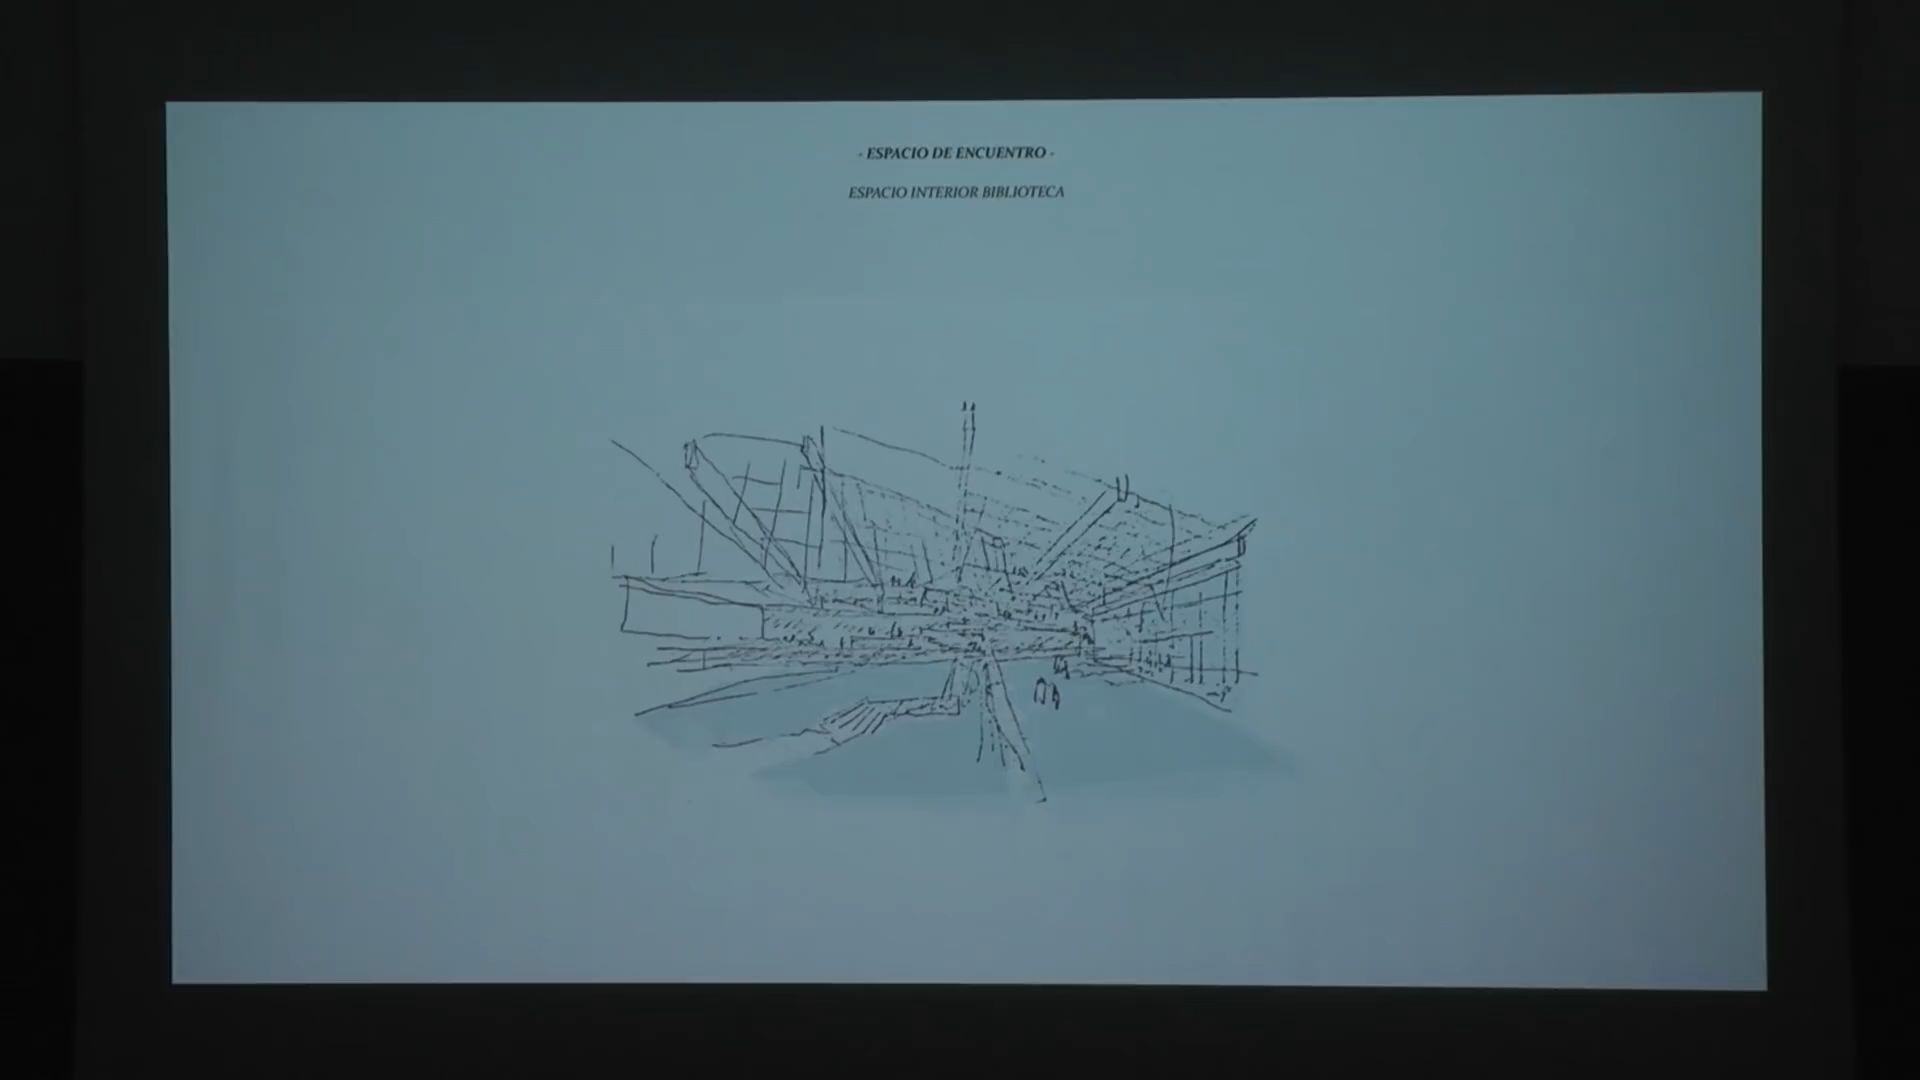 - ESPACIO DE ENCUENTRO -
ESPACIO INTERIOR BIBLIOTECA